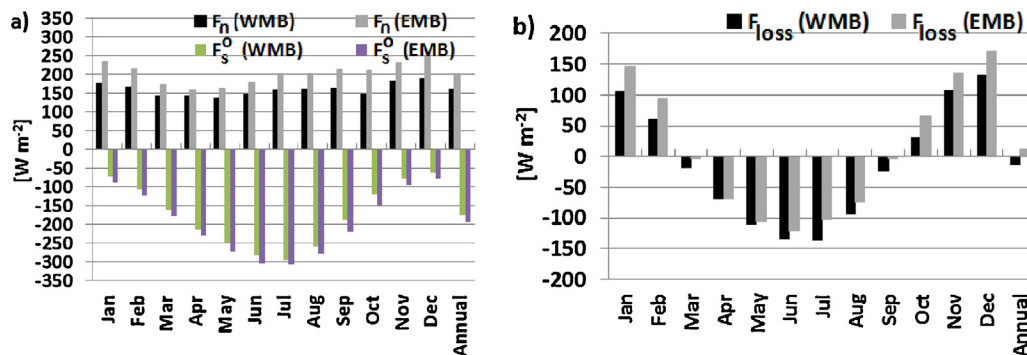 a)
Fn (WMB)
Fn (EMB)
Fs° (WMB)
Fs° (EMB)
[W m-2]
350
300
250
200
150
100
50
0
-50
-100
-150
-200
-250
-300
-350
Jan
Feb
Mar
Apr
May
Jun
Jul
Aug
Sep
Oct
Nov
Dec
Annual
b)
Floss (WMB)
Floss (EMB)
[W m-2]
200
150
100
50
0
-50
-100
-150
-200
Jan
Feb
Mar
Apr
May
Jun
Jul
Aug
Sep
Oct
Nov
Dec
Annual